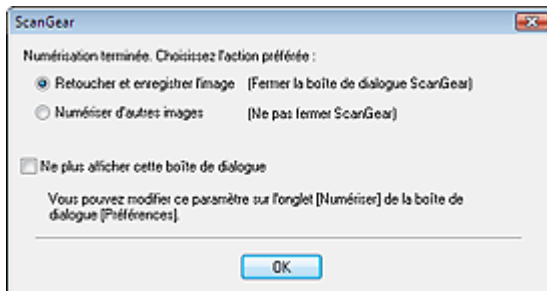 ScanGear
Numérisation terminée. Choisissez l'action préférée :
Retoucher et enregistrer l'image (Fermer la boîte de dialogue ScanGear)
Numériser d'autres images (Ne pas fermer ScanGear)
Ne plus afficher cette boîte de dialogue
Vous pouvez modifier ce paramètre sur l'onglet [Numériser] de la boîte de
dialogue [Préférences].
OK